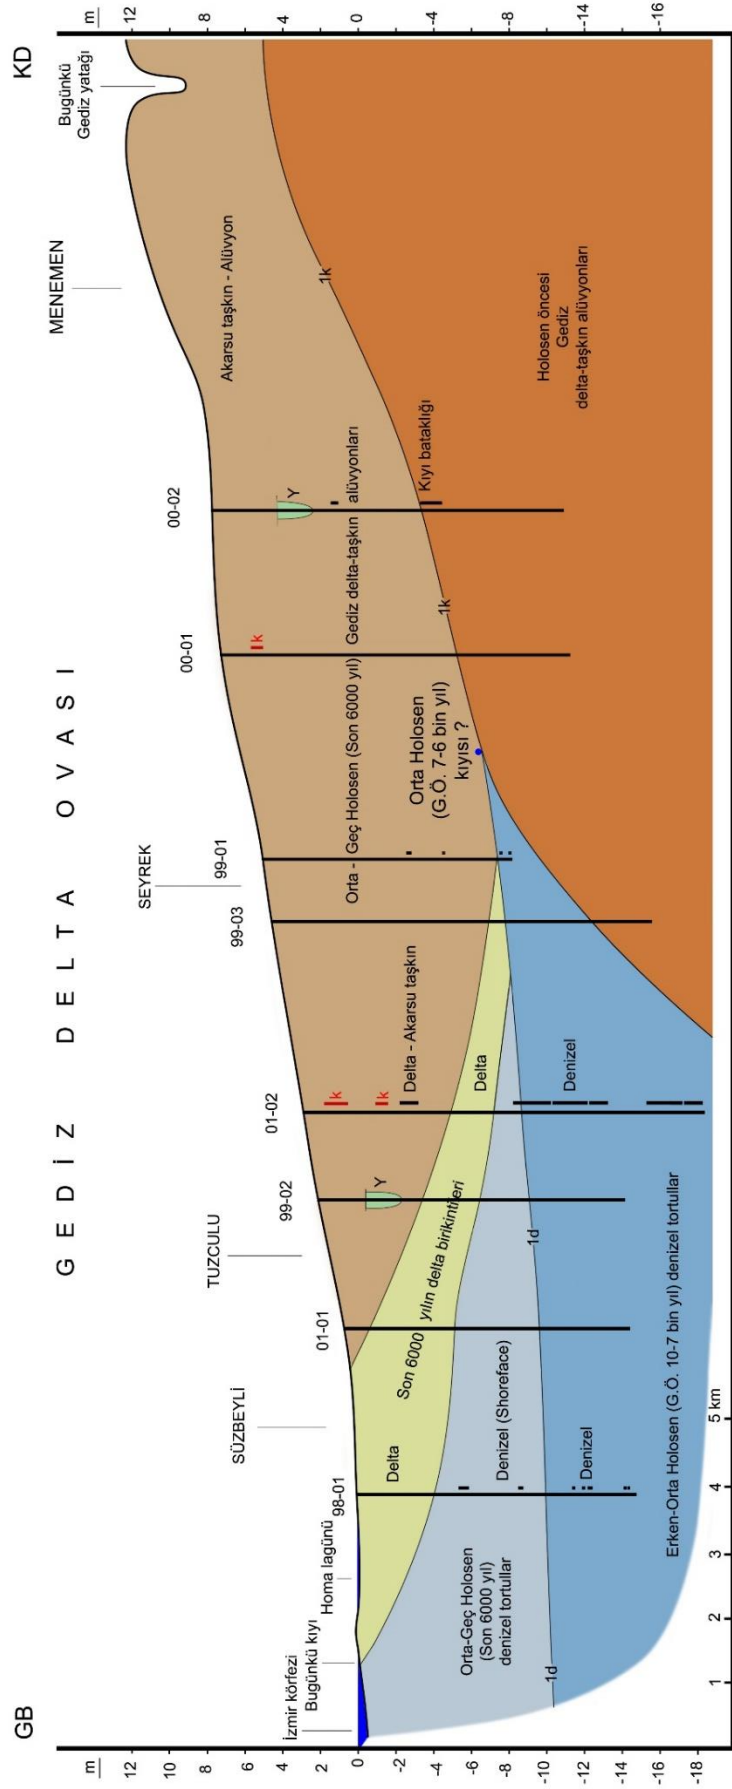 GB
KD
GEDİZ DELTA OVASI
İzmir körfezi
Bugünkü kıyı
Homa lagünü
SÜZBEYLİ
TUZCULU
SEYREK
MENEMEN
Bugünkü
Gediz yatağı
98-01
01-01
99-02
01-02
99-03
99-01
00-01
00-02
m
12
10
8
6
4
2
0
-2
-4
-6
-8
-10
-12
-14
-16
-18
m
12
8
4
0
-4
-8
-12
-16
Akarsu taşkın - Alüvyon
Orta - Geç Holosen (Son 6000 yıl) Gediz delta-taşkın alüvyonları
Y
Y
k
k
k
Kıyı bataklığı
1k
1k
Orta Holosen
(G.Ö. 7-6 bin yıl)
kıyısı ?
Holosen öncesi
Gediz
delta-taşkın alüvyonları
Delta - Akarsu taşkın
Delta
Son 6000 yılın delta birikintileri
Delta
Denizel
Denizel (Shoreface)
Denizel
Orta-Geç Holosen
(Son 6000 yıl)
denizel tortullar
1d
1d
Erken-Orta Holosen (G.Ö. 10-7 bin yıl) denizel tortullar
1
2
3
4
5 km